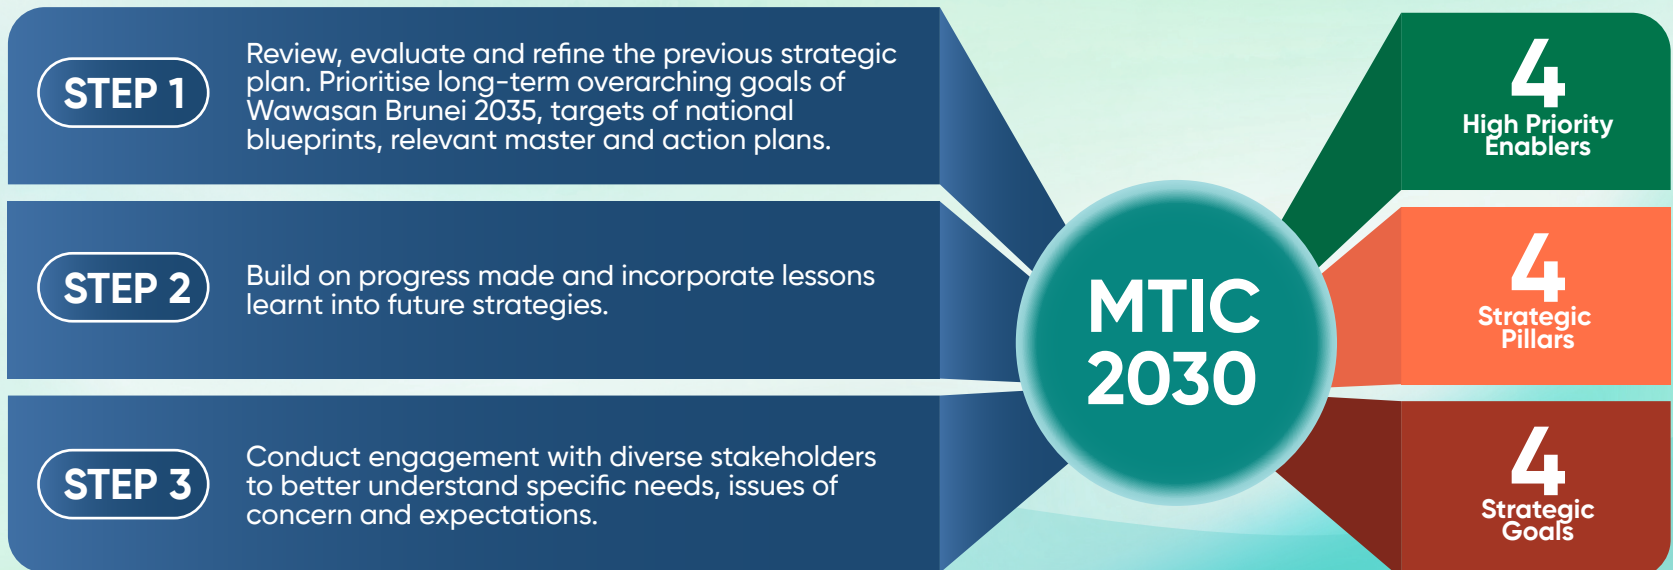 STEP 1
Review, evaluate and refine the previous strategic
plan. Prioritise long-term overarching goals of
Wawasan Brunei 2035, targets of national
blueprints, relevant master and action plans.
STEP 2
Build on progress made and incorporate lessons
learnt into future strategies.
STEP 3
Conduct engagement with diverse stakeholders
to better understand specific needs, issues of
concern and expectations.
MTIC
2030
4
High Priority
Enablers
4
Strategic
Pillars
4
Strategic
Goals